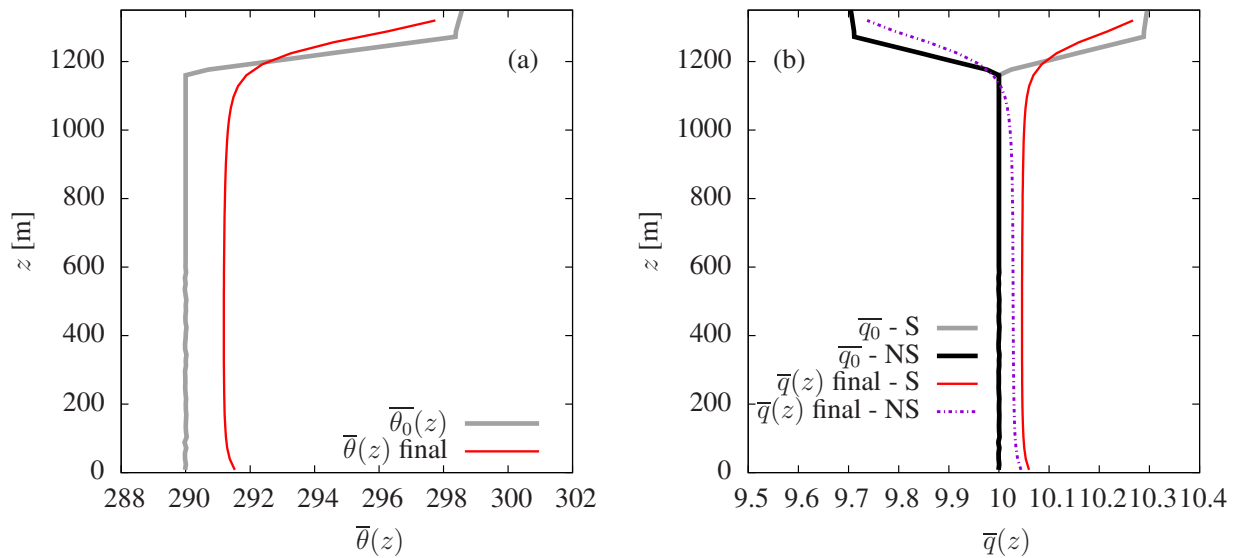 (a)
1200
1000
800
600
400
200
0
z [m]
288 290 292 294 296 298 300 302
θ̅(z)
θ̅₀(z)
θ̅(z) final
(b)
1200
1000
800
600
400
200
0
z [m]
9.5 9.6 9.7 9.8 9.9 10 10.1 10.2 10.3 10.4
q̅(z)
q̅₀ - S
q̅₀ - NS
q̅(z) final - S
q̅(z) final - NS